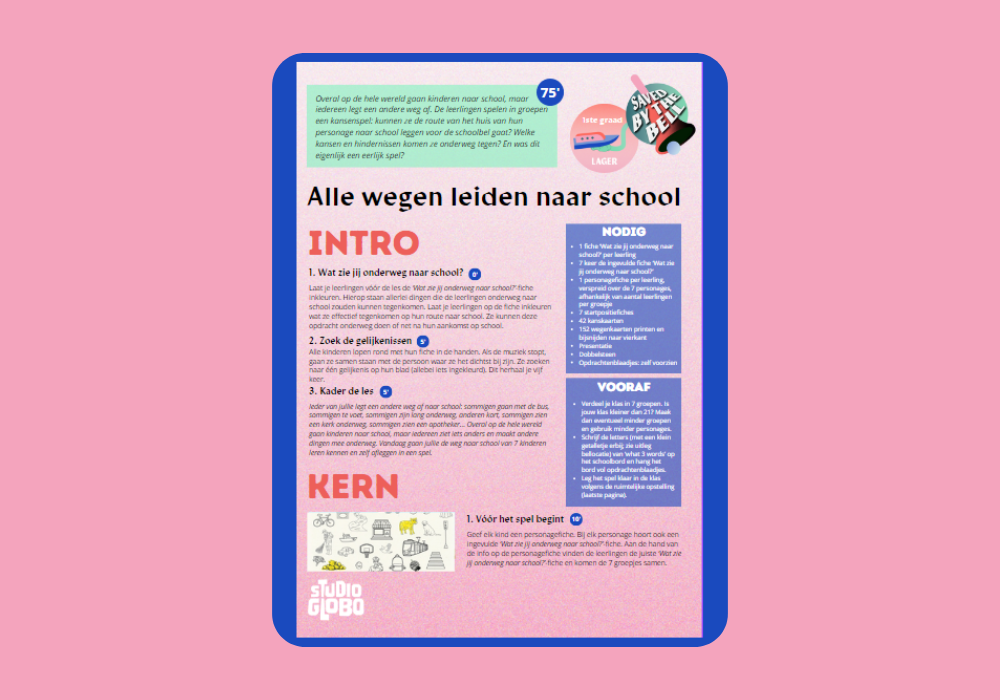 75'
Overal op de hele wereld gaan kinderen naar school, maar
iedereen legt een andere weg af. De leerlingen spelen in groepen
een kansenspel; kunnen ze de route van het huis van hun
personage naar school leggen voor de schoolbel gaat? Welke
kansen en hindernissen komen ze onderweg tegen? En was dit
eigenlijk een eerlijk spel?
SAVED
BY THE
BELL
1ste graad
LAGER
Alle wegen leiden naar school
INTRO
1. Wat zie jij onderweg naar school?
Laat je leerlingen vóór de les de 'Wat zie jij onderweg naar school?'-fiche
inkleuren. Hierop staan allerlei dingen die de leerlingen onderweg naar
school zouden kunnen tegenkomen. Laat je leerlingen op de fiche inkleuren
wat ze effectief tegenkomen op hun route naar school. Ze kunnen deze
opdracht onderweg doen of net na hun aankomst op school.
2. Zoek de gelijkenissen 5'
Alle kinderen lopen rond met hun fiche in de handen. Als de muziek stopt,
gaan ze samen staan met de persoon waar ze het dichtst bij zijn. Ze zoeken
naar één gelijkenis op hun blad (allebei iets ingekleurd). Dit herhaal je vijf
keer.
3. Kader de les 5'
Ieder van jullie legt een andere weg af naar school: sommigen gaan met de bus,
sommigen te voet, sommigen zijn lang onderweg, anderen kort, sommigen zien
een kerk onderweg, sommigen zien een apotheker... Overal op de hele wereld
gaan kinderen naar school, maar iedereen ziet iets anders en maakt andere
dingen mee onderweg. Vandaag gaan jullie de weg naar school van 7 kinderen
leren kennen en zelf afleggen in een spel.
NODIG
• 1 fiche 'Wat zie jij onderweg naar
school?' per leerling
• 7 keer de ingevulde fiche 'Wat zie
jij onderweg naar school?'
• 1 personagefiche per leerling,
verspreid over de 7 personages,
afhankelijk van aantal leerlingen
per groepje
• 7 startpositiefiches
• 42 kanskaarten
• 152 wegenkaarten printen en
bijsnijden naar vierkant
• Presentatie
• Dobbelsteen
• Opdrachtenblaadjes: zelf voorzien
VOORAF
• Verdeel je klas in 7 groepen. Is
jouw klas kleiner dan 21? Maak
dan eventueel minder groepen
en gebruik minder personages.
• Schrijf de letters (met een klein
getalletje erbij; zie uitleg
bellocatie) van 'what 3 words' op
het schoolbord en hang het
bord vol opdrachtenblaadjes.
• Leg het spel klaar in de klas
volgens de ruimtelijke opstelling
(laatste pagina).
KERN
1. Vóór het spel begint 10'
Geef elk kind een personagefiche. Bij elk personage hoort ook een
ingevulde 'Wat zie jij onderweg naar school?' fiche. Aan de hand van
de info op de personagefiche vinden de leerlingen de juiste 'Wat zie
jij onderweg naar school?'-fiche en komen de 7 groepjes samen.
STUDIO
GLOBO